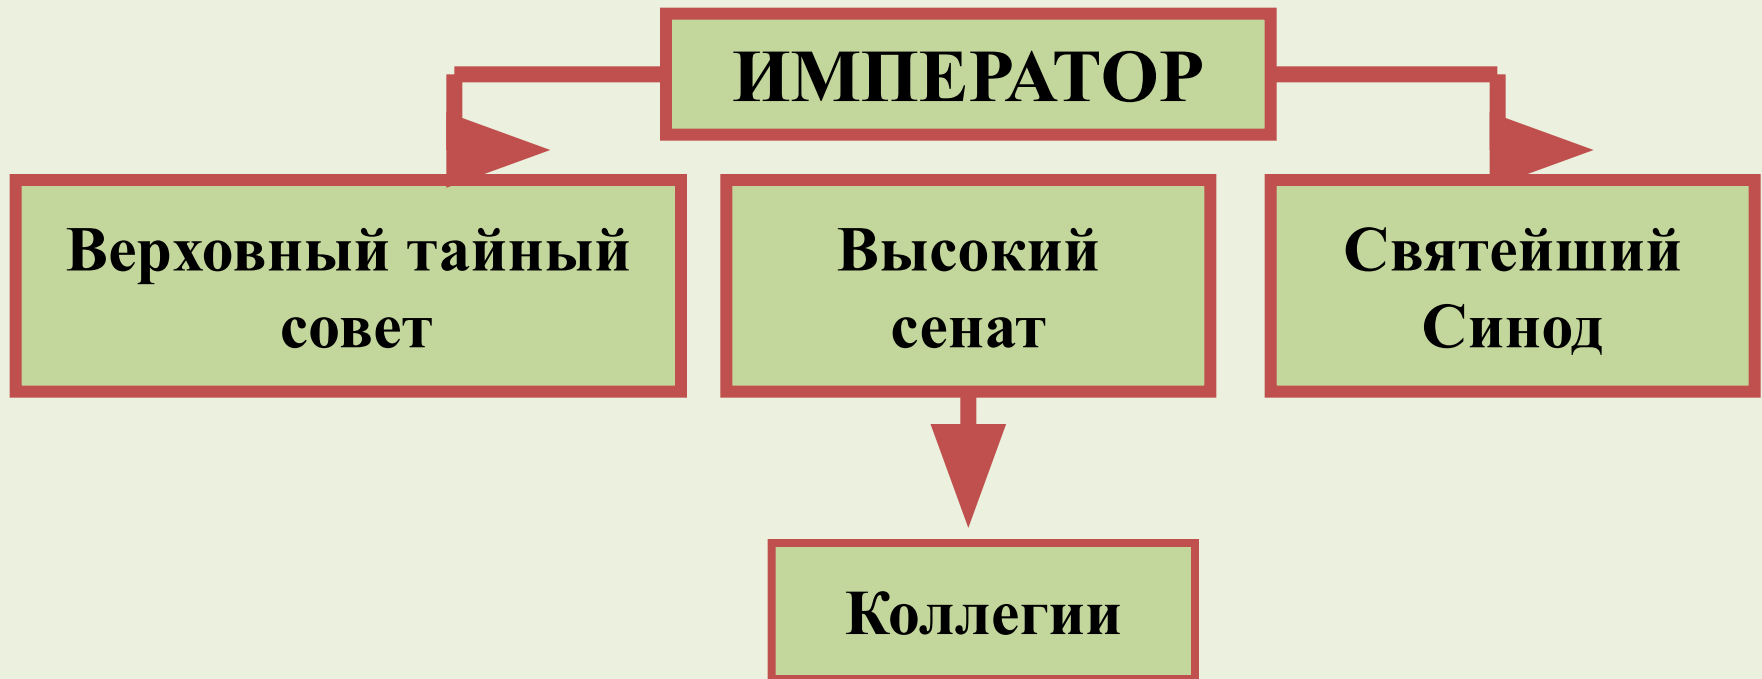 ИМПЕРАТОР
Верховный тайный
совет
Высокий
сенат
Святейший
Синод
Коллегии